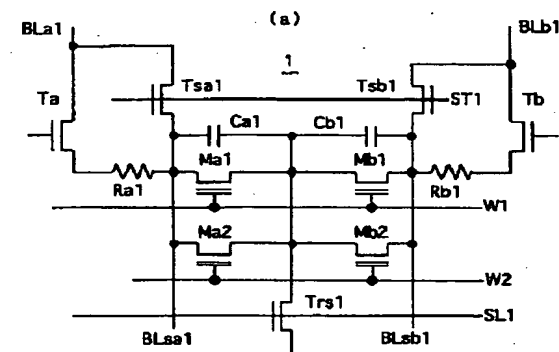 (a)
BLa1
BLb1
1
Ta
Tsa1
Tsb1
ST1
Tb
Ca1
Cb1
Ra1
Ma1
Mb1
Rb1
W1
Ma2
Mb2
W2
Trs1
SL1
BLsa1
BLsb1